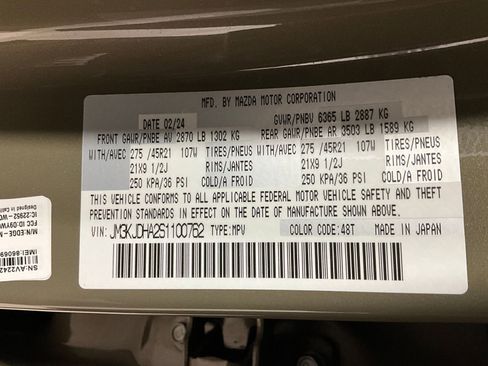 MFD. BY MAZDA MOTOR CORPORATION
DATE 02/24 GVWR/PNBV 6365 LB 2887 KG
FRONT GAWR/PNBE AV 2870 LB 1302 KG REAR GAWR/PNBE AR 3503 LB 1589 KG
WITH/AVEC 275 /45R21 107W TIRES/PNEUS WITH/AVEC 275 /45R21 107W TIRES/PNEUS
21X9 1/2J RIMS/JANTES 21X9 1/2J RIMS/JANTES
250 KPA/36 PSI COLD/A FROID 250 KPA/36 PSI COLD/A FROID
THIS VEHICLE CONFORMS TO ALL APPLICABLE FEDERAL MOTOR VEHICLE SAFETY AND THEFT
PREVENTION STANDARDS IN EFFECT ON THE DATE OF MANUFACTURE SHOWN ABOVE.
VIN: JM3KJDHA2S1100762 TYPE:MPV COLOR CODE:48T MADE IN JAPAN
Designed in